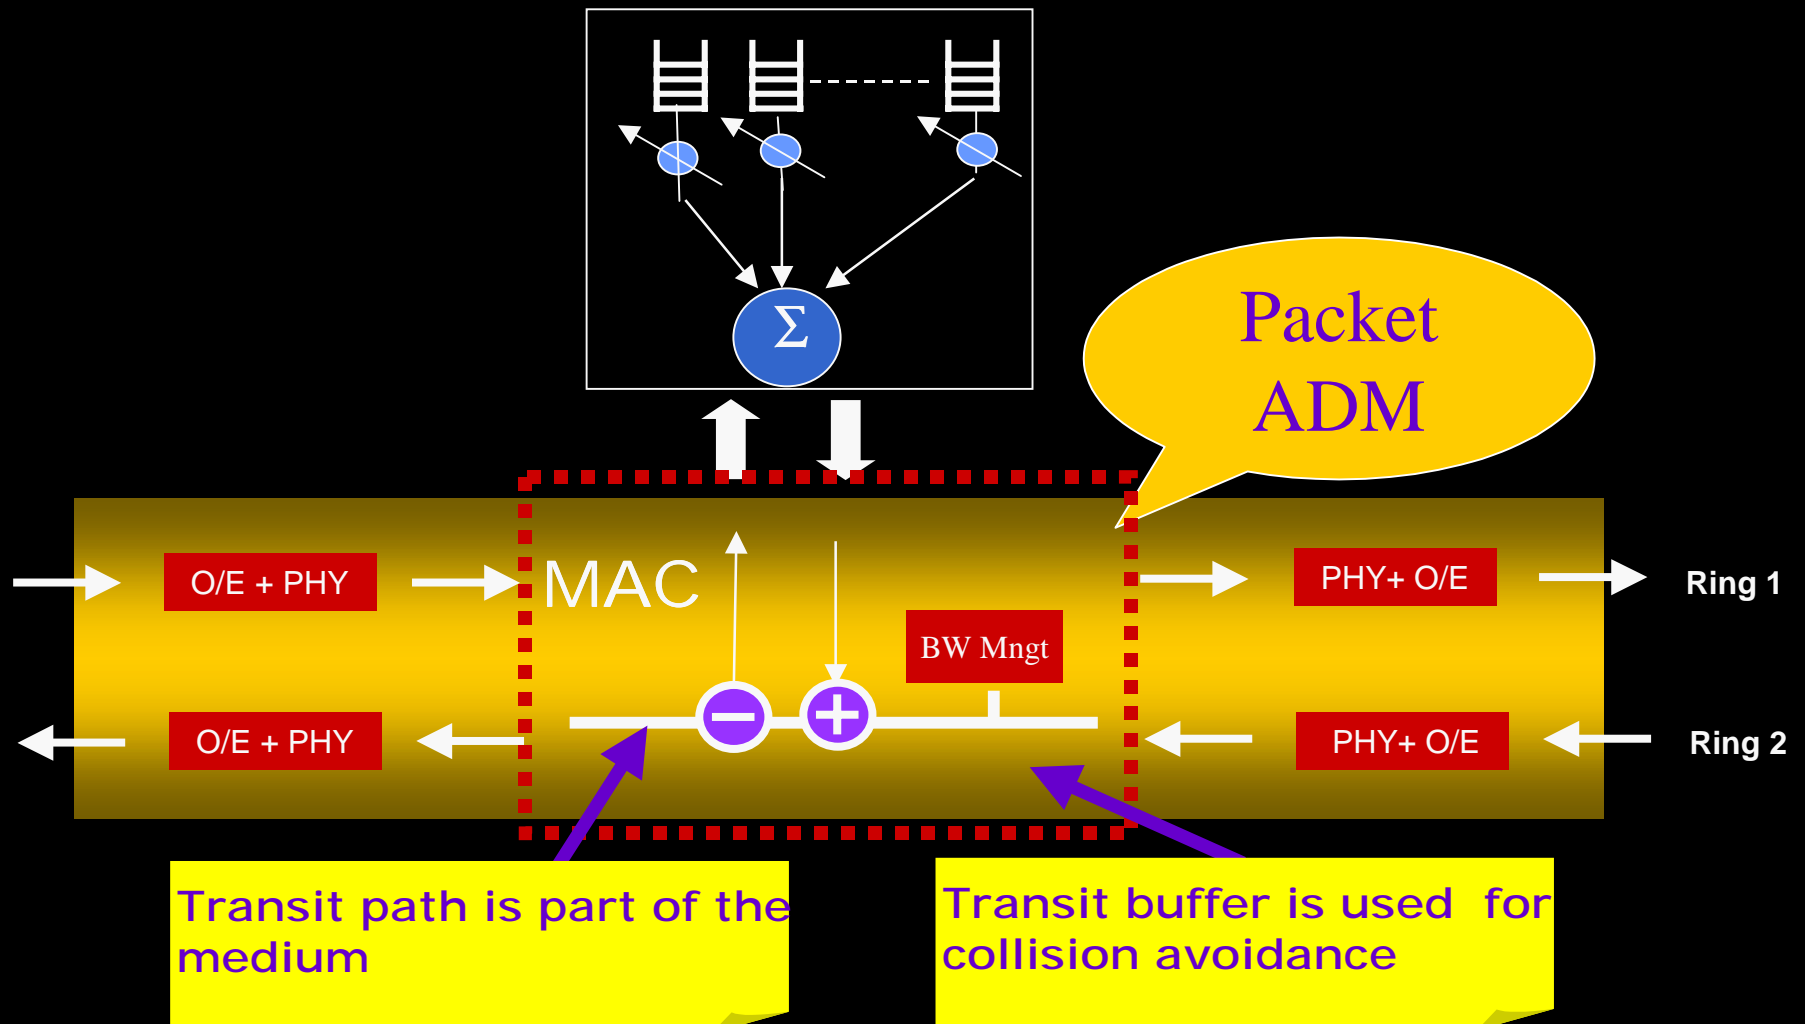 Σ
Packet
ADM
O/E + PHY
MAC
PHY+ O/E
Ring 1
BW Mngt
O/E + PHY
PHY+ O/E
Ring 2
Transit path is part of the
medium
Transit buffer is used for
collision avoidance